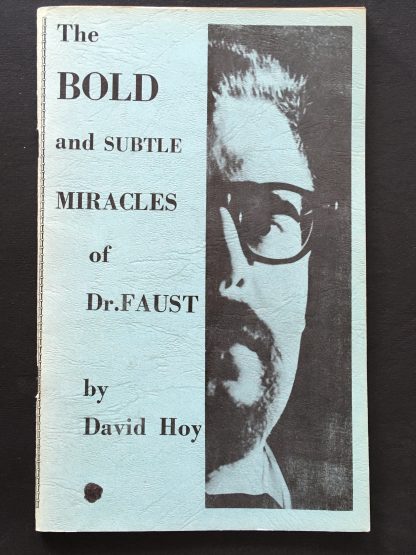 The
BOLD
and SUBTLE
MIRACLES
of
Dr.FAUST
by
David Hoy